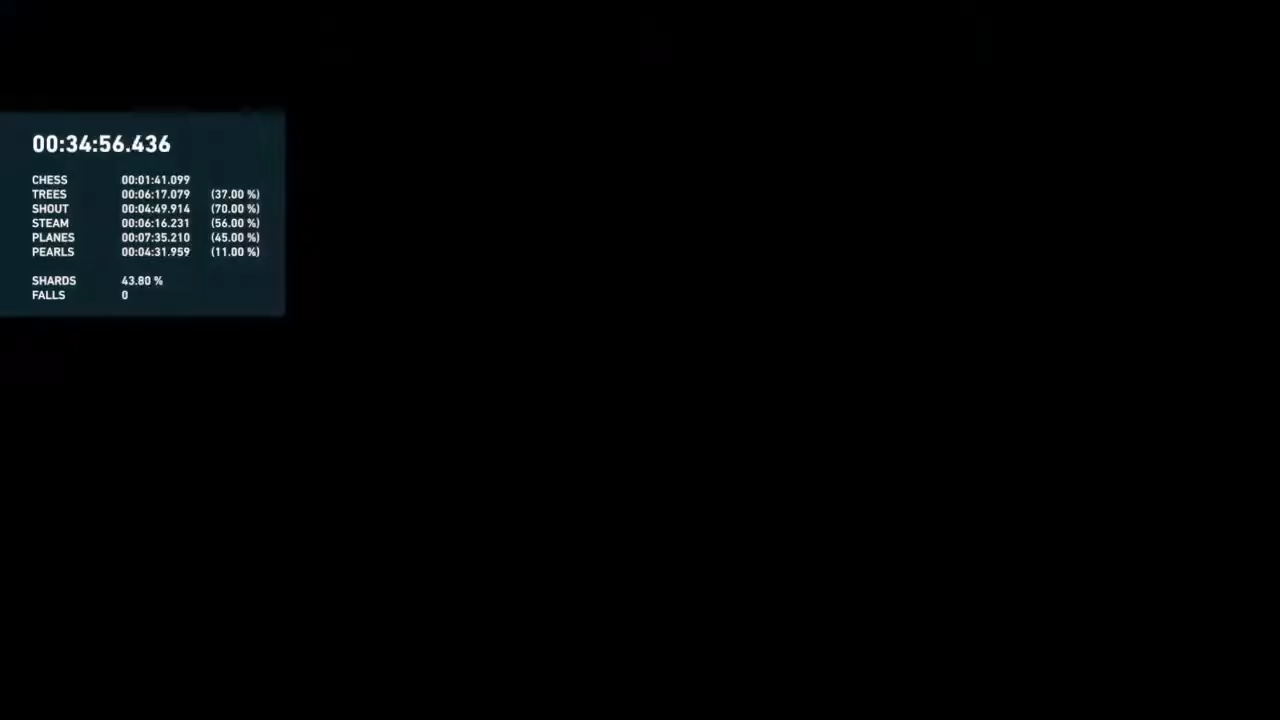 00:34:56.436
CHESS 00:01:41.099
TREES 00:06:17.079 (37.00 %)
SHOUT 00:04:49.914 (70.00 %)
STEAM 00:06:16.231 (56.00 %)
PLANES 00:07:35.210 (45.00 %)
PEARLS 00:04:31.959 (11.00 %)
SHARDS 43.80 %
FALLS 0